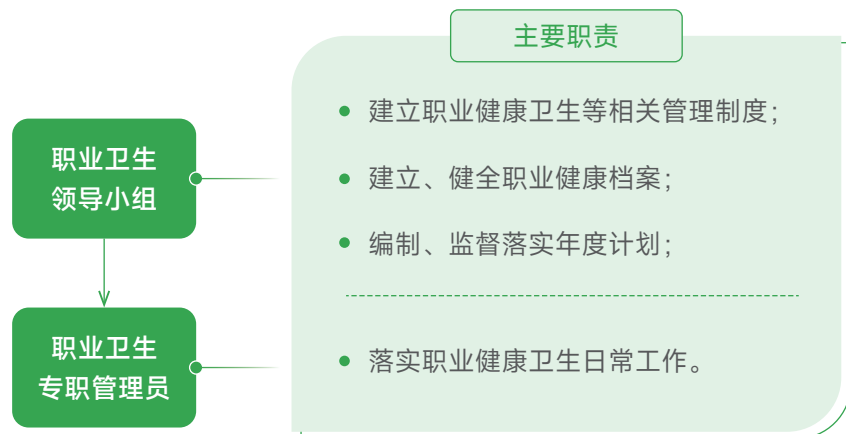 主要职责
职业卫生
领导小组
建立职业健康卫生等相关管理制度；
建立、健全职业健康档案；
编制、监督落实年度计划；
职业卫生
专职管理员
落实职业健康卫生日常工作。